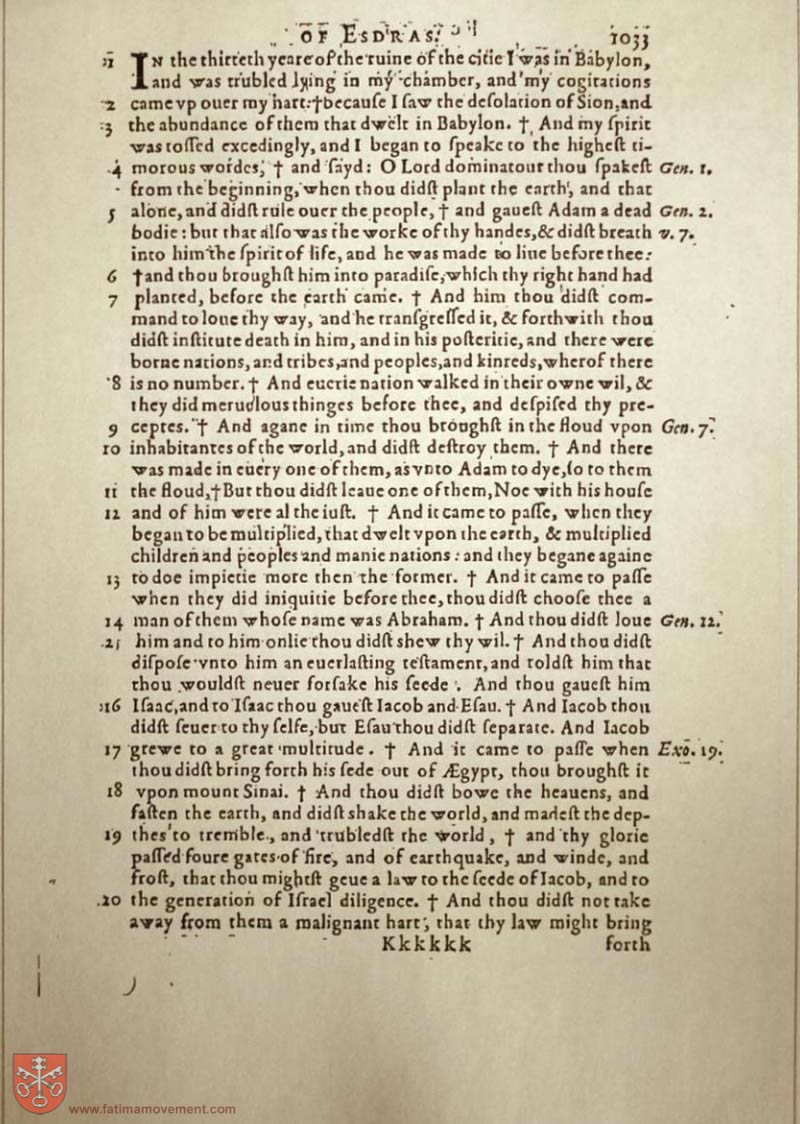 OF ESDRAS. 1033
1 IN the thirteth yeare of the ruine of the citie I was in Babylon,
and was trubled lying in my chamber, and my cogitations
2 came vp ouer my hart: † becauſe I ſaw the deſolation of Sion, and
3 the abundance of them that dwelt in Babylon. † And my ſpirit
was toſſed excedingly, and I began to ſpeake to the higheſt ti-
4 morous wordes, † and ſayd: O Lord dominatour thou ſpakeſt Gen. 1.
from the beginning, when thou didſt plant the earth, and that
5 alone, and didſt rule ouer the people, † and gaueſt Adam a dead Gen. 2.
bodie: but that alſo was the worke of thy handes, & didſt breath v. 7.
into him the ſpirit of life, and he was made to liue before thee:
6 † and thou broughſt him into paradiſe, which thy right hand had
7 planted, before the earth came. † And him thou didſt com-
mand to loue thy way, and he tranſgreſſed it, & forthwith thou
didſt inſtitute death in him, and in his poſteritie, and there were
borne nations, and tribes, and peoples, and kinreds, wherof there
8 is no number. † And euerie nation walked in their owne wil, &
they did meruelous thinges before thee, and deſpiſed thy pre-
9 ceptes. † And agane in time thou broughſt in the floud vpon Gen. 7.
10 inhabitantes of the world, and didſt deſtroy them. † And there
was made in euery one of them, as vnto Adam to dye, ſo to them
11 the floud, † But thou didſt leaue one of them, Noe with his houſe
12 and of him were al the iuſt. † And it came to paſſe, when they
began to be multiplied, that dwelt vpon the earth, & multiplied
children and peoples and manie nations: and they begane againe
13 to doe impietie more then the former. † And it came to paſſe
when they did iniquitie before thee, thou didſt chooſe thee a
14 man of them whoſe name was Abraham. † And thou didſt loue Gen. 12.
15 him and to him onlie thou didſt shew thy wil. † And thou didſt
diſpoſe vnto him an euerlaſting teſtament, and toldſt him that
thou wouldſt neuer forſake his ſeede. And thou gaueſt him
16 Iſaac, and to Iſaac thou gaueſt Iacob and Eſau. † And Iacob thou
didſt ſeuer to thy ſelfe, but Eſau thou didſt ſeparate. And Iacob
17 grewe to a great multitude. † And it came to paſſe when Exo. 19.
thou didſt bring forth his ſede out of Ægypt, thou broughſt it
18 vpon mount Sinai. † And thou didſt bowe the heauens, and
faſten the earth, and didſt shake the world, and madeſt the dep-
19 thes to tremble, and trubledſt the world, † and thy glorie
paſſed foure gates of fire, and of earthquake, and winde, and
froſt, that thou mighteſt geue a law to the ſeede of Iacob, and to
20 the generation of Iſrael diligence. † And thou didſt not take
away from them a malignant hart, that thy law might bring
Kkkkkk forth
www.fatimamovement.com